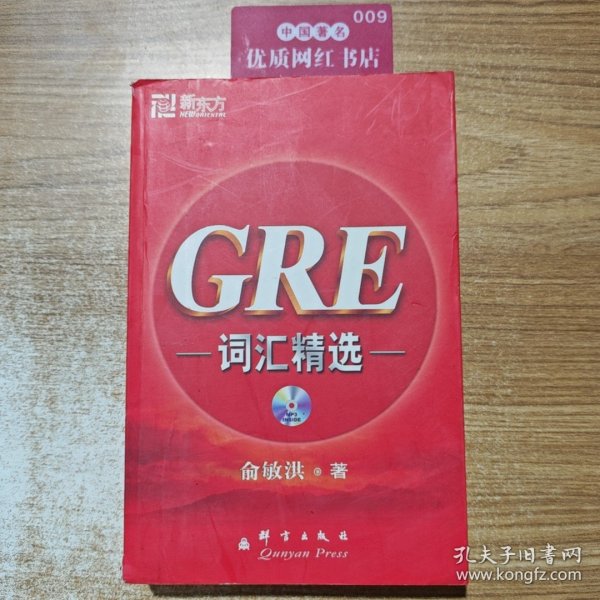 009
中国著名
优质网红书店
新东方
NEW ORIENTAL
GRE
词汇精选
MP3
INSIDE
俞敏洪 著
群言出版社
Qunyan Press
孔夫子旧书网
www.kongfz.com